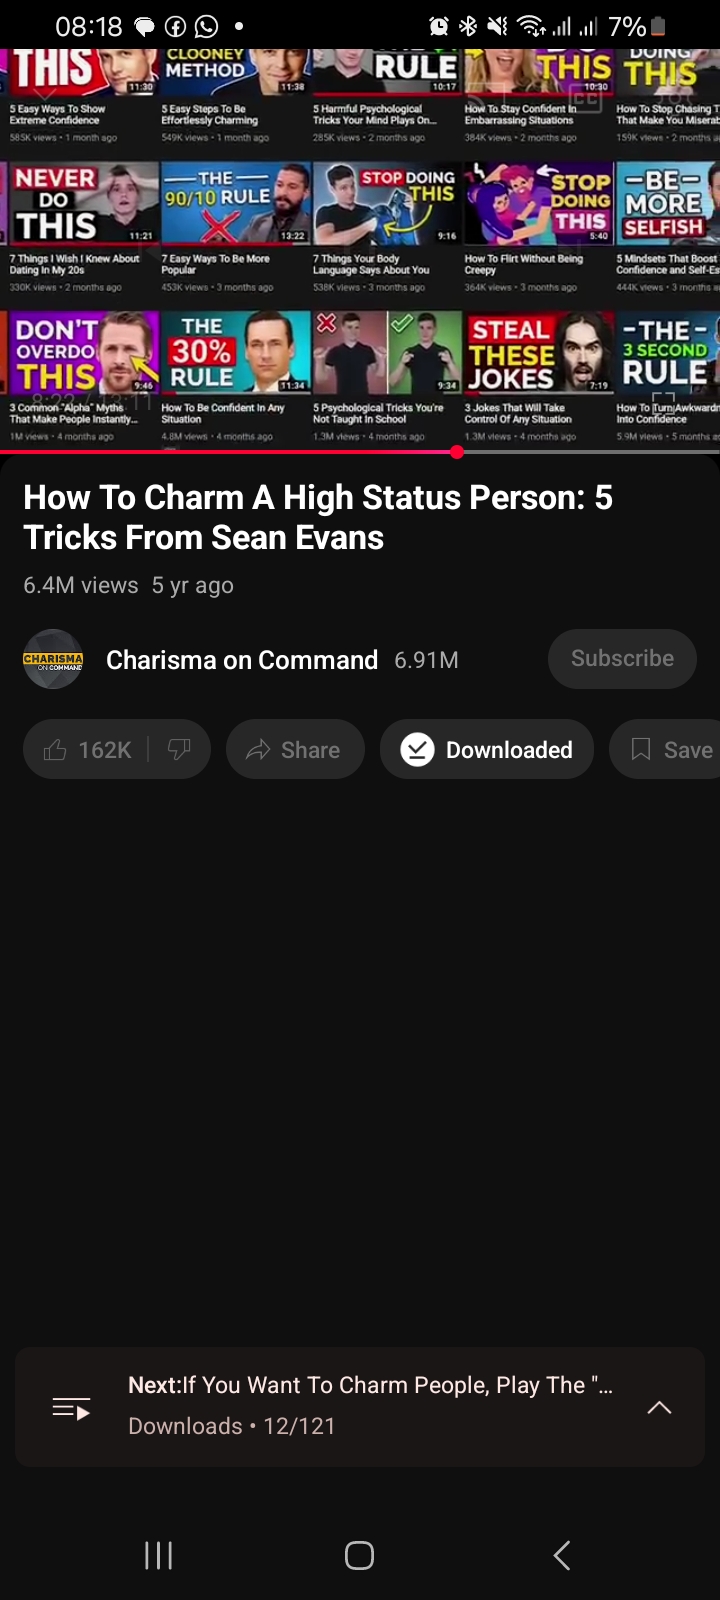 08:18
7%
THIS
11:30
CLOONEY
METHOD
11:38
RULE
10:17
THIS
10:30
DOING
THIS
5 Easy Ways To Show
Extreme Confidence
585K views • 1 month ago
5 Easy Steps To Be
Effortlessly Charming
549K views • 1 month ago
5 Harmful Psychological
Tricks Your Mind Plays On...
285K views • 2 months ago
How To Stay Confident In
Embarrassing Situations
384K views • 2 months ago
How To Stop Chasing T
That Make You Miserab
159K views • 2 months a
NEVER
DO
THIS
11:21
THE
90/10 RULE
13:22
STOP DOING
THIS
9:16
STOP
DOING
THIS
5:40
-BE-
MORE
SELFISH
7 Things I Wish I Knew About
Dating In My 20s
330K views • 2 months ago
7 Easy Ways To Be More
Popular
453K views • 3 months ago
7 Things Your Body
Language Says About You
538K views • 3 months ago
How To Flirt Without Being
Creepy
364K views • 3 months ago
5 Mindsets That Boost
Confidence and Self-Es
444K views • 3 months a
DON'T
OVERDO
THIS
9:46
THE
30%
RULE
11:34
9:34
STEAL
THESE
JOKES
7:19
-THE-
3 SECOND
RULE
8:22 / 13:11
3 Common "Alpha" Myths
That Make People Instantly...
1M views • 4 months ago
How To Be Confident In Any
Situation
4.8M views • 4 months ago
5 Psychological Tricks You're
Not Taught In School
1.3M views • 4 months ago
3 Jokes That Will Take
Control Of Any Situation
1.3M views • 4 months ago
How To Turn Awkwardn
Into Confidence
5.9M views • 5 months a
How To Charm A High Status Person: 5
Tricks From Sean Evans
6.4M views 5 yr ago
CHARISMA
ON COMMAND
Charisma on Command 6.91M
Subscribe
162K
Share
Downloaded
Save
Next:If You Want To Charm People, Play The "...
Downloads • 12/121